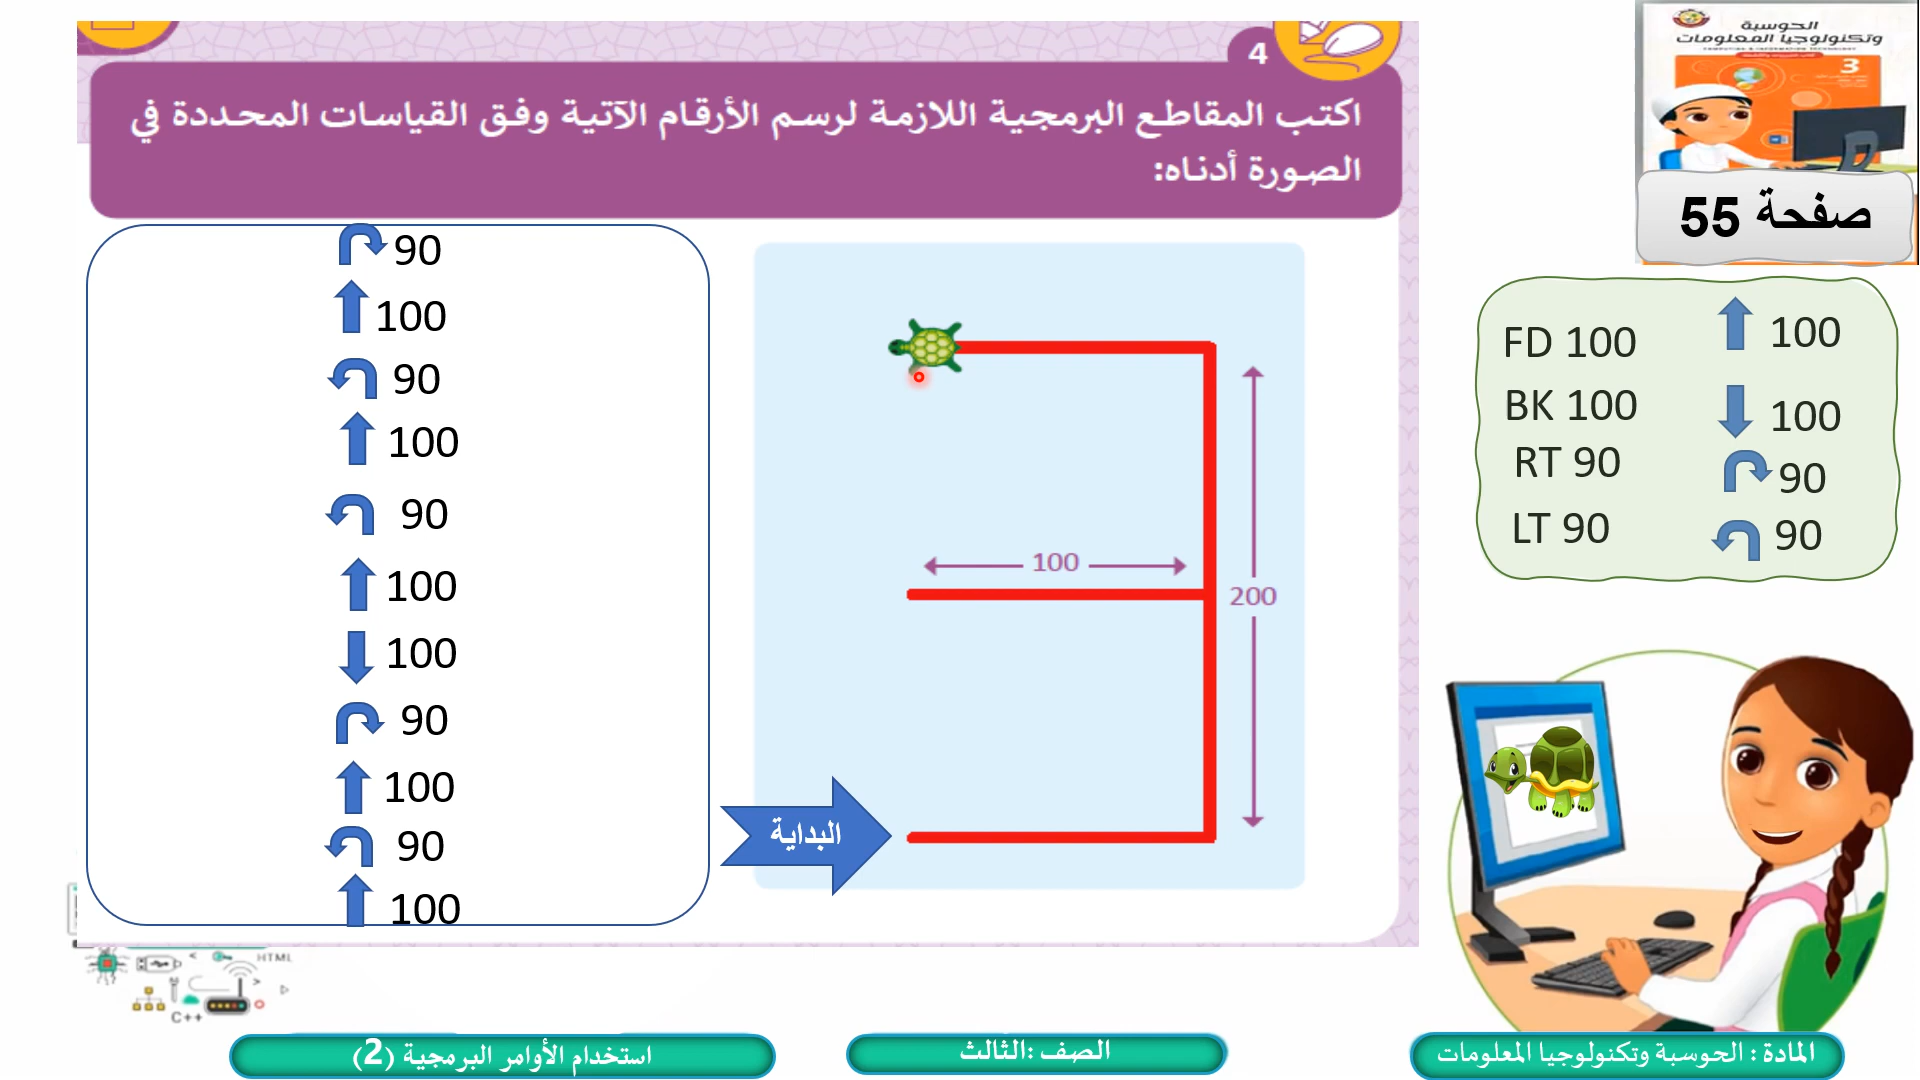 الحوسبة
وتكنولوجيا المعلومات
3
صفحة 55
4
اكتب المقاطع البرمجية اللازمة لرسم الأرقام الآتية وفق القياسات المحددة في
الصورة أدناه:
90
100
90
100
90
100
100
90
100
90
100
100
200
البداية
FD 100
100
BK 100
100
RT 90
90
LT 90
90
HTML
C++
المادة : الحوسبة وتكنولوجيا المعلومات
الصف :الثالث
استخدام الأوامر البرمجية (2)